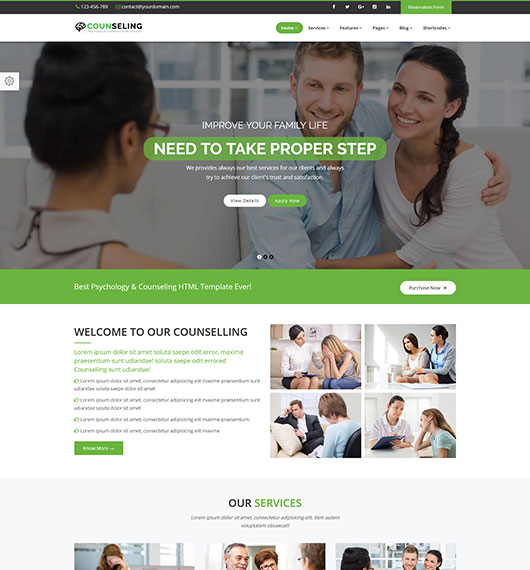 123-456-789 contact@yourdomain.com Reservation Form
COUNSELING
Psychology & Counseling HTML Template
Home Services Features Pages Blog Shortcodes
IMPROVE YOUR FAMILY LIFE
NEED TO TAKE PROPER STEP
We provides always our best services for our clients and always
try to achieve our client's trust and satisfaction.
View Details Apply Now
Best Psychology & Counseling HTML Template Ever!
Purchase Now
WELCOME TO OUR COUNSELLING
Lorem ipsum dolor sit amet soluta saepe odit error, maxime
praesentium sunt udiandae! soluta saepe odit errored
Counselling sunt udiandae!
Lorem ipsum dolor sit amet, consectetur adipisicing elit maxime praesentium sunt
udiandae soluta saepe odit
Lorem ipsum dolor sit amet, consectetur adipisicing elit maxime praesentium sunt
udiandae soluta saepe odit
Lorem ipsum dolor sit amet, consectetur adipisicing elit maxime praesentium.
Lorem ipsum dolor sit amet, consectetur adipisicing elit maxime
Know More →
OUR SERVICES
Lorem ipsum dolor sit amet, consectetur adipisicing elit. Rem autem
voluptatem obcaecati!